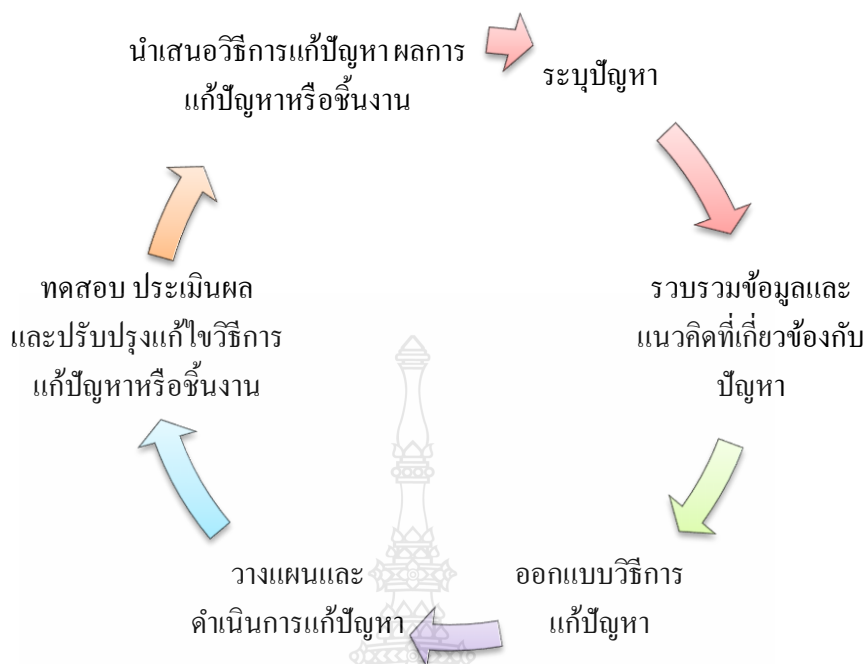 นำเสนอวิธีการแก้ปัญหา ผลการ
แก้ปัญหาหรือชิ้นงาน
ระบุปัญหา
รวบรวมข้อมูลและ
แนวคิดที่เกี่ยวข้องกับ
ปัญหา
ออกแบบวิธีการ
แก้ปัญหา
วางแผนและ
ดำเนินการแก้ปัญหา
ทดสอบ ประเมินผล
และปรับปรุงแก้ไขวิธีการ
แก้ปัญหาหรือชิ้นงาน